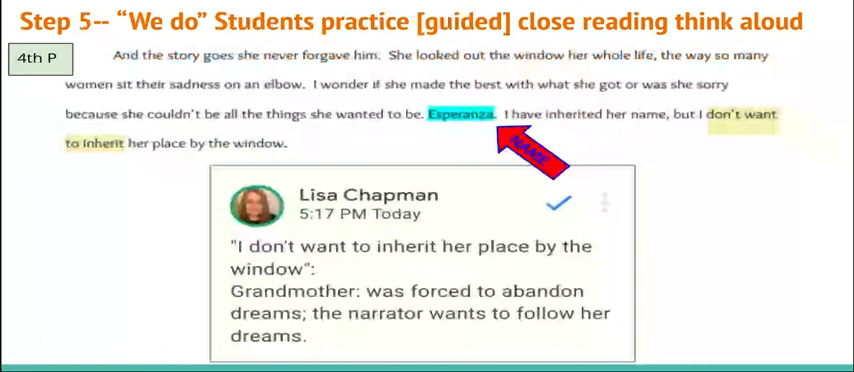 Step 5-- “We do” Students practice [guided] close reading think aloud
4th P
And the story goes she never forgave him. She looked out the window her whole life, the way so many
women sit their sadness on an elbow. I wonder if she made the best with what she got or was she sorry
because she couldn't be all the things she wanted to be. Esperanza. I have inherited her name, but I don't want
to inherit her place by the window.
NAME
Lisa Chapman
5:17 PM Today
"I don't want to inherit her place by the
window":
Grandmother: was forced to abandon
dreams; the narrator wants to follow her
dreams.